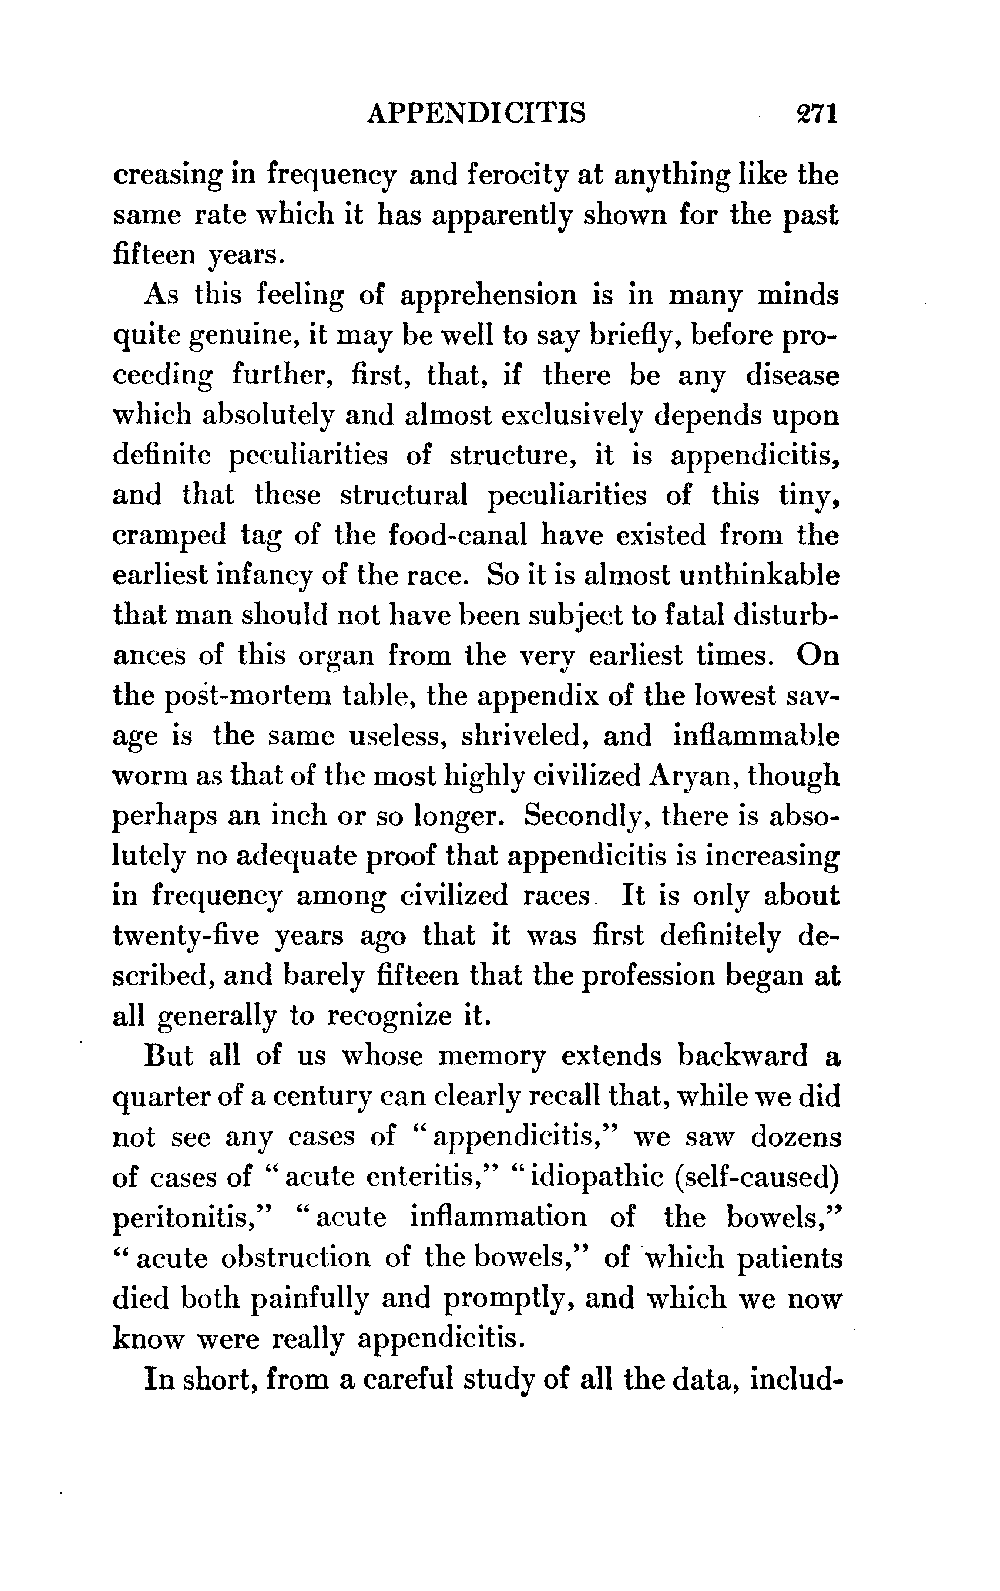 APPENDICITIS 271
creasing in frequency and ferocity at anything like the
same rate which it has apparently shown for the past
fifteen years.
As this feeling of apprehension is in many minds
quite genuine, it may be well to say briefly, before pro-
ceeding further, first, that, if there be any disease
which absolutely and almost exclusively depends upon
definite peculiarities of structure, it is appendicitis,
and that these structural peculiarities of this tiny,
cramped tag of the food-canal have existed from the
earliest infancy of the race. So it is almost unthinkable
that man should not have been subject to fatal disturb-
ances of this organ from the very earliest times. On
the post-mortem table, the appendix of the lowest sav-
age is the same useless, shriveled, and inflammable
worm as that of the most highly civilized Aryan, though
perhaps an inch or so longer. Secondly, there is abso-
lutely no adequate proof that appendicitis is increasing
in frequency among civilized races. It is only about
twenty-five years ago that it was first definitely de-
scribed, and barely fifteen that the profession began at
all generally to recognize it.
But all of us whose memory extends backward a
quarter of a century can clearly recall that, while we did
not see any cases of "appendicitis," we saw dozens
of cases of "acute enteritis," "idiopathic (self-caused)
peritonitis," "acute inflammation of the bowels,"
"acute obstruction of the bowels," of which patients
died both painfully and promptly, and which we now
know were really appendicitis.
In short, from a careful study of all the data, includ-